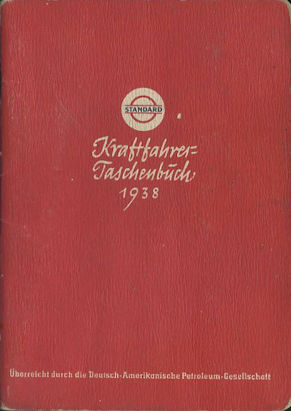 STANDARD
Kraftfahrer=
Taschenbuch
1938
Überreicht durch die Deutsch-Amerikanische Petroleum-Gesellschaft